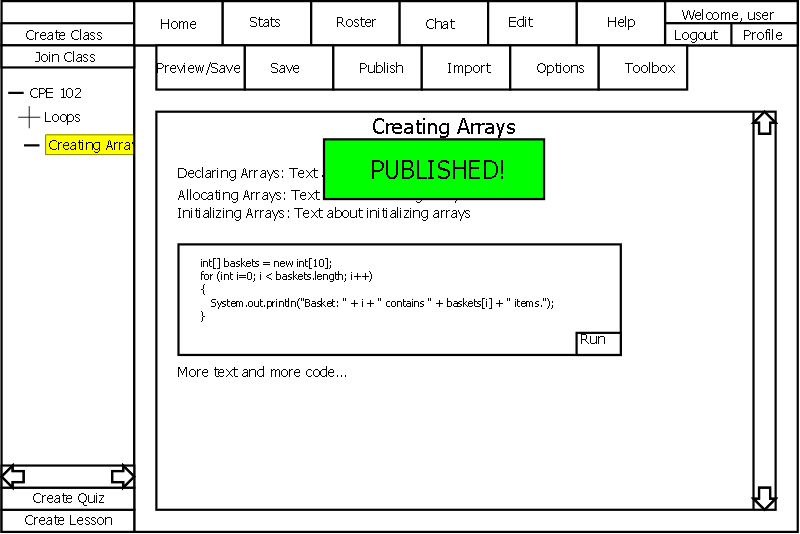 Home Stats Roster Chat Edit Help Welcome, user
Create Class Logout Profile
Join Class
Preview/Save Save Publish Import Options Toolbox
CPE 102
Loops
Creating Arra
Creating Arrays
PUBLISHED!
Declaring Arrays: Text
Allocating Arrays: Text
Initializing Arrays: Text about initializing arrays
int[] baskets = new int[10];
for (int i=0; i < baskets.length; i++)
{
System.out.println("Basket: " + i + " contains " + baskets[i] + " items.");
}
Run
More text and more code...
Create Quiz
Create Lesson